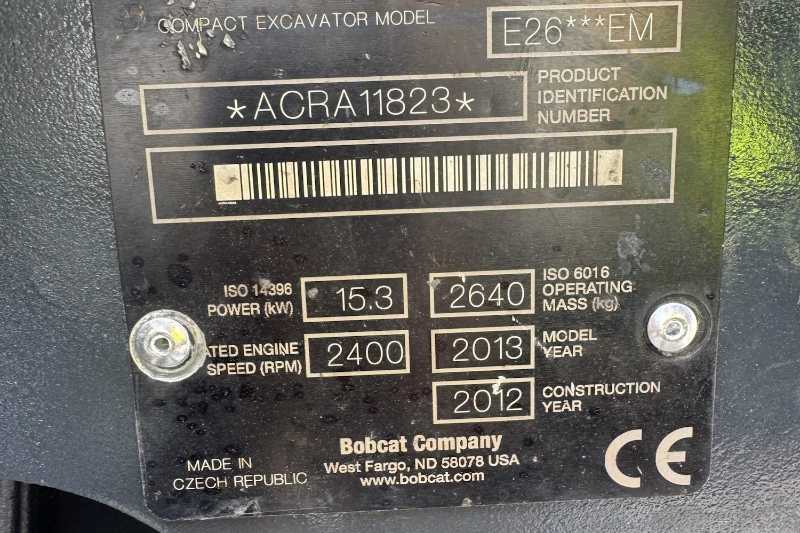 COMPACT EXCAVATOR MODEL E26***EM
*ACRA11823* PRODUCT
IDENTIFICATION
NUMBER
ISO 14396
POWER (kW) 15.3
2640 ISO 6016
OPERATING
MASS (kg)
ATED ENGINE
SPEED (RPM) 2400
2013 MODEL
YEAR
2012 CONSTRUCTION
YEAR
Bobcat Company
West Fargo, ND 58078 USA
www.bobcat.com
MADE IN
CZECH REPUBLIC
CE